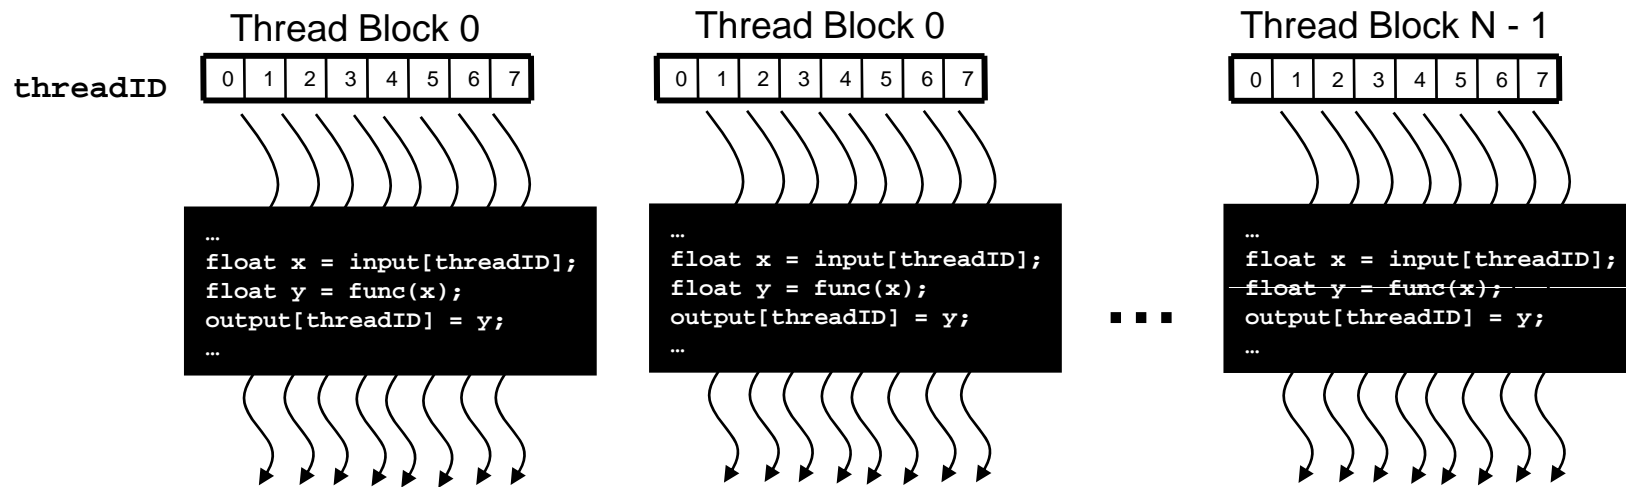 Thread Block 0
Thread Block 0
Thread Block N - 1
threadID
0 1 2 3 4 5 6 7
0 1 2 3 4 5 6 7
0 1 2 3 4 5 6 7
…
float x = input[threadID];
float y = func(x);
output[threadID] = y;
…
…
float x = input[threadID];
float y = func(x);
output[threadID] = y;
…
...
…
float x = input[threadID];
float y = func(x);
output[threadID] = y;
…